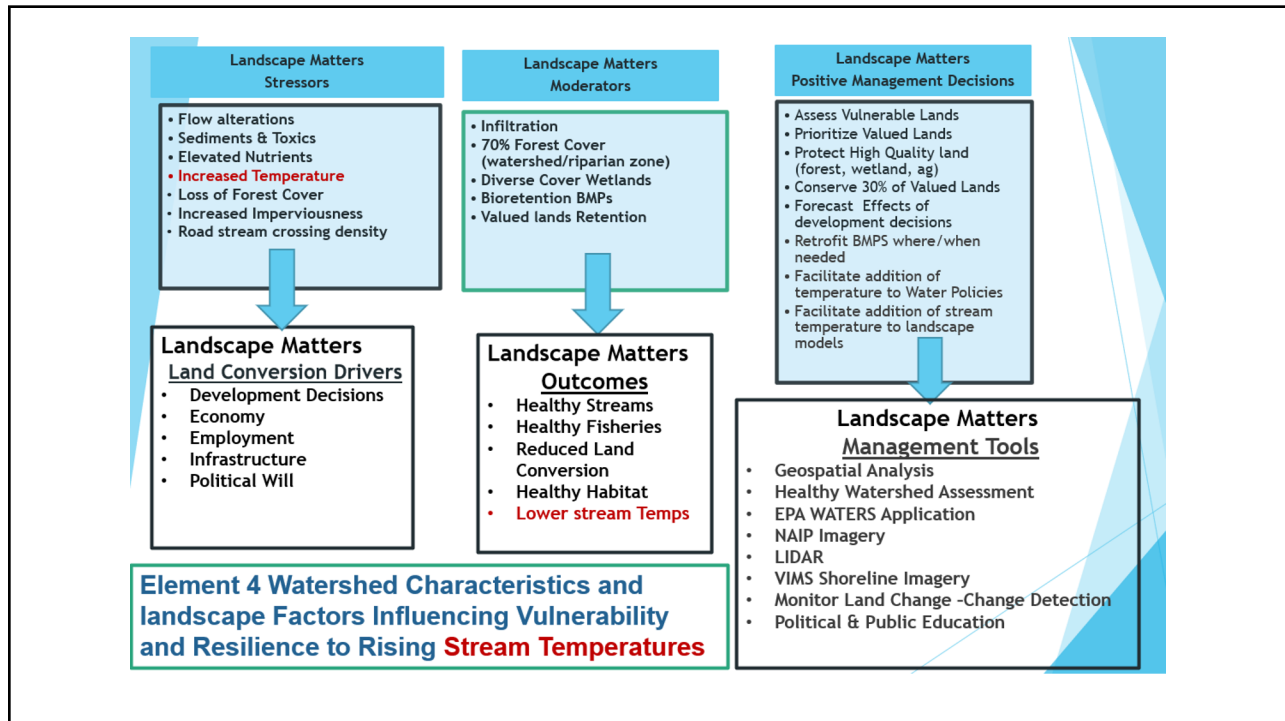 Landscape Matters
Stressors
• Flow alterations
• Sediments & Toxics
• Elevated Nutrients
• Increased Temperature
• Loss of Forest Cover
• Increased Imperviousness
• Road stream crossing density
Landscape Matters
Land Conversion Drivers
• Development Decisions
• Economy
• Employment
• Infrastructure
• Political Will
Landscape Matters
Moderators
• Infiltration
• 70% Forest Cover
(watershed/riparian zone)
• Diverse Cover Wetlands
• Bioretention BMPs
• Valued lands Retention
Landscape Matters
Outcomes
• Healthy Streams
• Healthy Fisheries
• Reduced Land
Conversion
• Healthy Habitat
• Lower stream Temps
Landscape Matters
Positive Management Decisions
• Assess Vulnerable Lands
• Prioritize Valued Lands
• Protect High Quality land
(forest, wetland, ag)
• Conserve 30% of Valued Lands
• Forecast Effects of
development decisions
• Retrofit BMPS where/when
needed
• Facilitate addition of
temperature to Water Policies
• Facilitate addition of stream
temperature to landscape
models
Landscape Matters
Management Tools
• Geospatial Analysis
• Healthy Watershed Assessment
• EPA WATERS Application
• NAIP Imagery
• LIDAR
• VIMS Shoreline Imagery
• Monitor Land Change –Change Detection
• Political & Public Education
Element 4 Watershed Characteristics and
landscape Factors Influencing Vulnerability
and Resilience to Rising Stream Temperatures